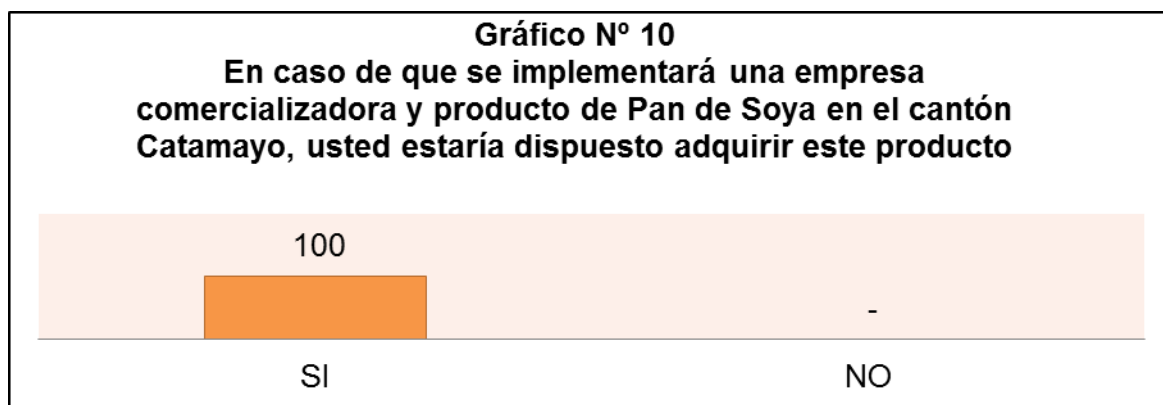 Gráfico Nº 10
En caso de que se implementará una empresa
comercializadora y producto de Pan de Soya en el cantón
Catamayo, usted estaría dispuesto adquirir este producto
100
-
SI
NO